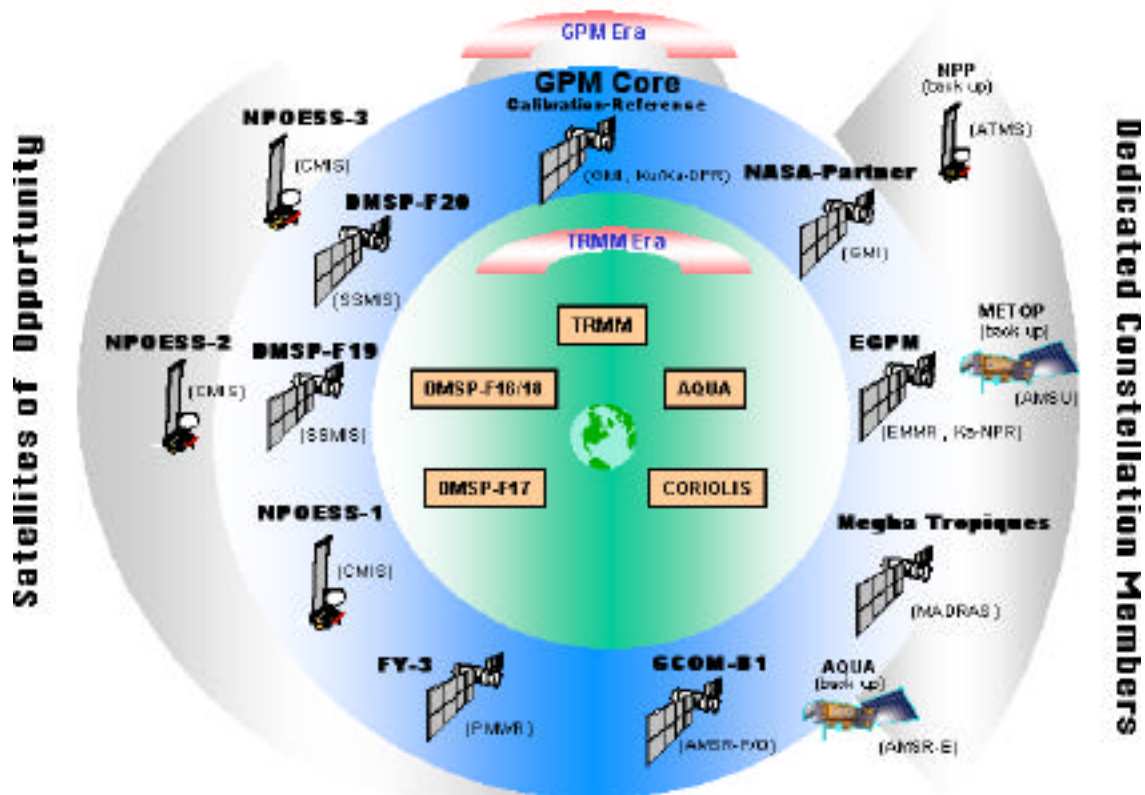 GPM Era
GPM Core
Calibration-Reference
(GMI, Ku/Ka-DPR)
NPP
(back up)
(ATMS)
NPOESS-3
(CMIS)
NASA-Partner
(GMI)
DMSP-F20
(SSMIS)
TRMM Era
TRMM
METOP
(back up)
(AMSU)
NPOESS-2
(CMIS)
DMSP-F19
(SSMIS)
EGPM
(EMMR, Ka-NPR)
DMSP-F16/18
AQUA
DMSP-F17
CORIOLIS
NPOESS-1
(CMIS)
Megha Tropiques
(MADRAS)
FY-3
(PMWR)
GCOM-B1
AQUA
(back up)
(AMSR-E)
Satellites of Opportunity
Dedicated Constellation Members